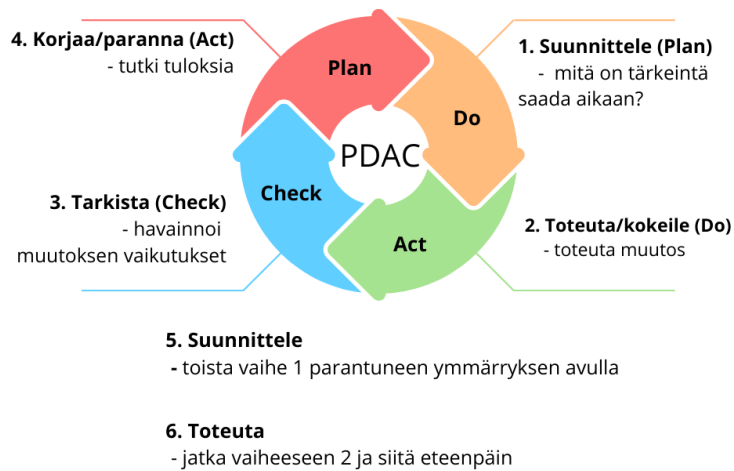 4. Korjaa/paranna (Act)
- tutki tuloksia
Plan
1. Suunnittele (Plan)
- mitä on tärkeintä
saada aikaan?
Do
PDAC
3. Tarkista (Check)
- havainnoi
muutoksen vaikutukset
Check
Act
2. Toteuta/kokeile (Do)
- toteuta muutos
5. Suunnittele
- toista vaihe 1 parantuneen ymmärryksen avulla
6. Toteuta
- jatka vaiheeseen 2 ja siitä eteenpäin